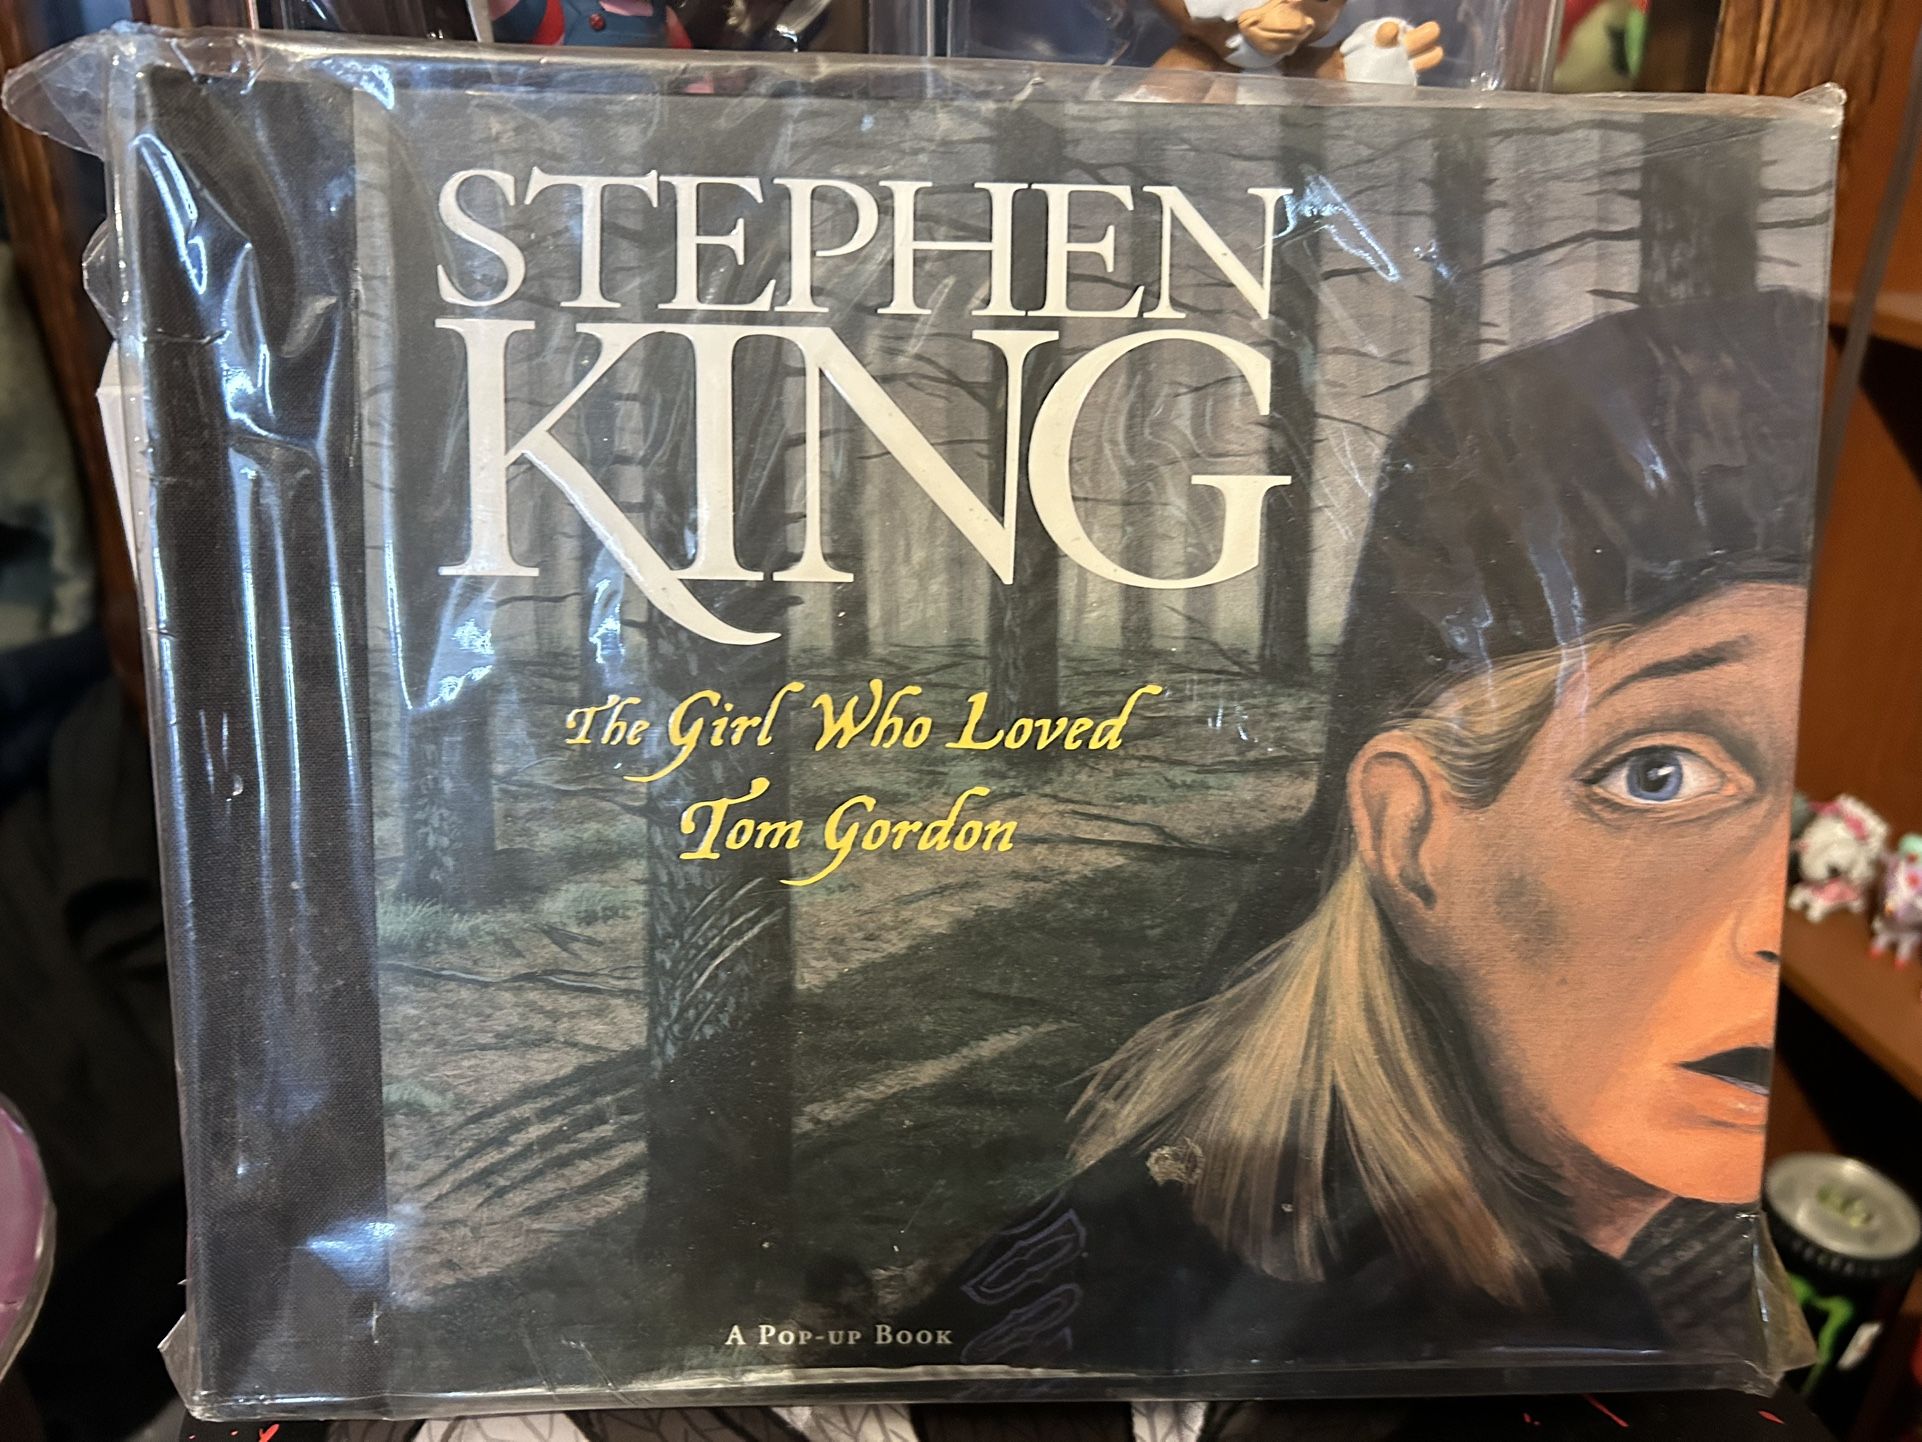 STEPHEN
KING
The Girl Who Loved
Tom Gordon
A Pop-up Book